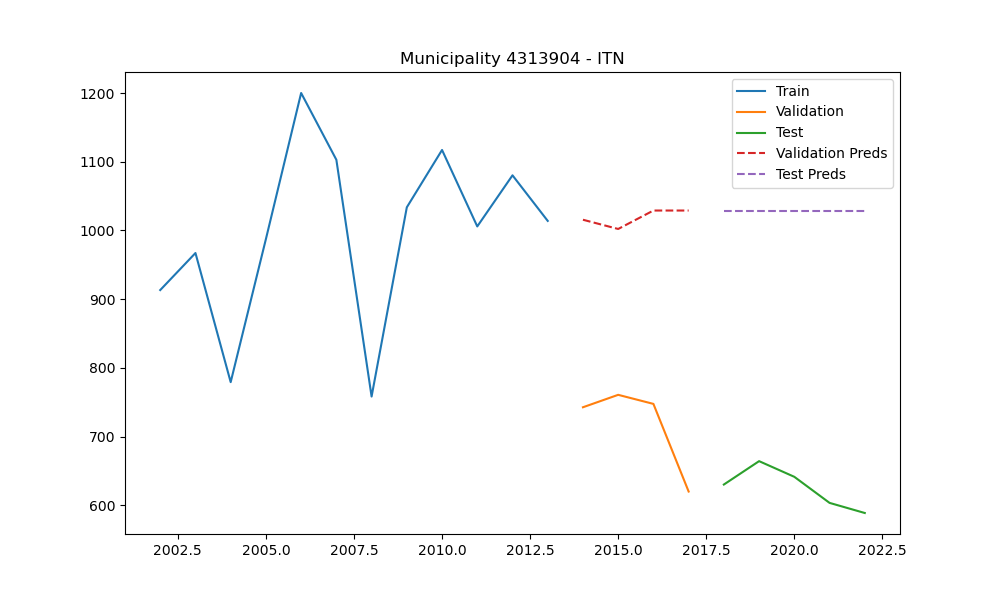 Municipality 4313904 - ITN
1200
1100
1000
900
800
700
600
Train
Validation
Test
Validation Preds
Test Preds
2002.5 2005.0 2007.5 2010.0 2012.5 2015.0 2017.5 2020.0 2022.5